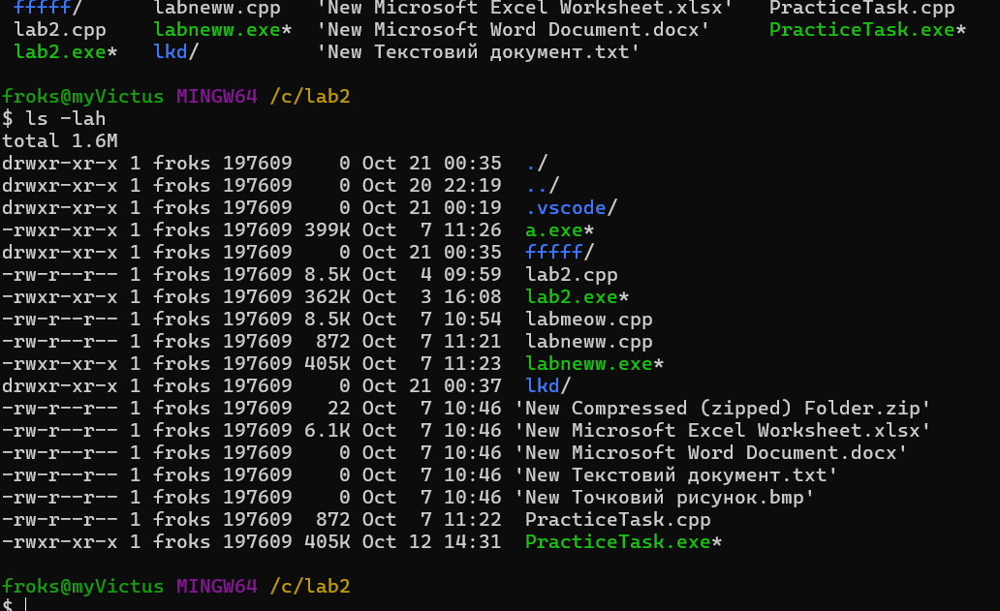 fffff/ labneww.cpp 'New Microsoft Excel Worksheet.xlsx' PracticeTask.cpp
lab2.cpp labneww.exe* 'New Microsoft Word Document.docx' PracticeTask.exe*
lab2.exe* lkd/ 'New Текстовий документ.txt'
froks@myVictus MINGW64 /c/lab2
$ ls -lah
total 1.6M
drwxr-xr-x 1 froks 197609 0 Oct 21 00:35 ./
drwxr-xr-x 1 froks 197609 0 Oct 20 22:19 ../
drwxr-xr-x 1 froks 197609 0 Oct 21 00:19 .vscode/
-rwxr-xr-x 1 froks 197609 399K Oct 7 11:26 a.exe*
drwxr-xr-x 1 froks 197609 0 Oct 21 00:35 fffff/
-rw-r--r-- 1 froks 197609 8.5K Oct 4 09:59 lab2.cpp
-rwxr-xr-x 1 froks 197609 362K Oct 3 16:08 lab2.exe*
-rw-r--r-- 1 froks 197609 8.5K Oct 7 10:54 labmeow.cpp
-rw-r--r-- 1 froks 197609 872 Oct 7 11:21 labneww.cpp
-rwxr-xr-x 1 froks 197609 405K Oct 7 11:23 labneww.exe*
drwxr-xr-x 1 froks 197609 0 Oct 21 00:37 lkd/
-rw-r--r-- 1 froks 197609 22 Oct 7 10:46 'New Compressed (zipped) Folder.zip'
-rw-r--r-- 1 froks 197609 6.1K Oct 7 10:46 'New Microsoft Excel Worksheet.xlsx'
-rw-r--r-- 1 froks 197609 0 Oct 7 10:46 'New Microsoft Word Document.docx'
-rw-r--r-- 1 froks 197609 0 Oct 7 10:46 'New Текстовий документ.txt'
-rw-r--r-- 1 froks 197609 0 Oct 7 10:46 'New Точковий рисунок.bmp'
-rw-r--r-- 1 froks 197609 872 Oct 7 11:22 PracticeTask.cpp
-rwxr-xr-x 1 froks 197609 405K Oct 12 14:31 PracticeTask.exe*
froks@myVictus MINGW64 /c/lab2
$